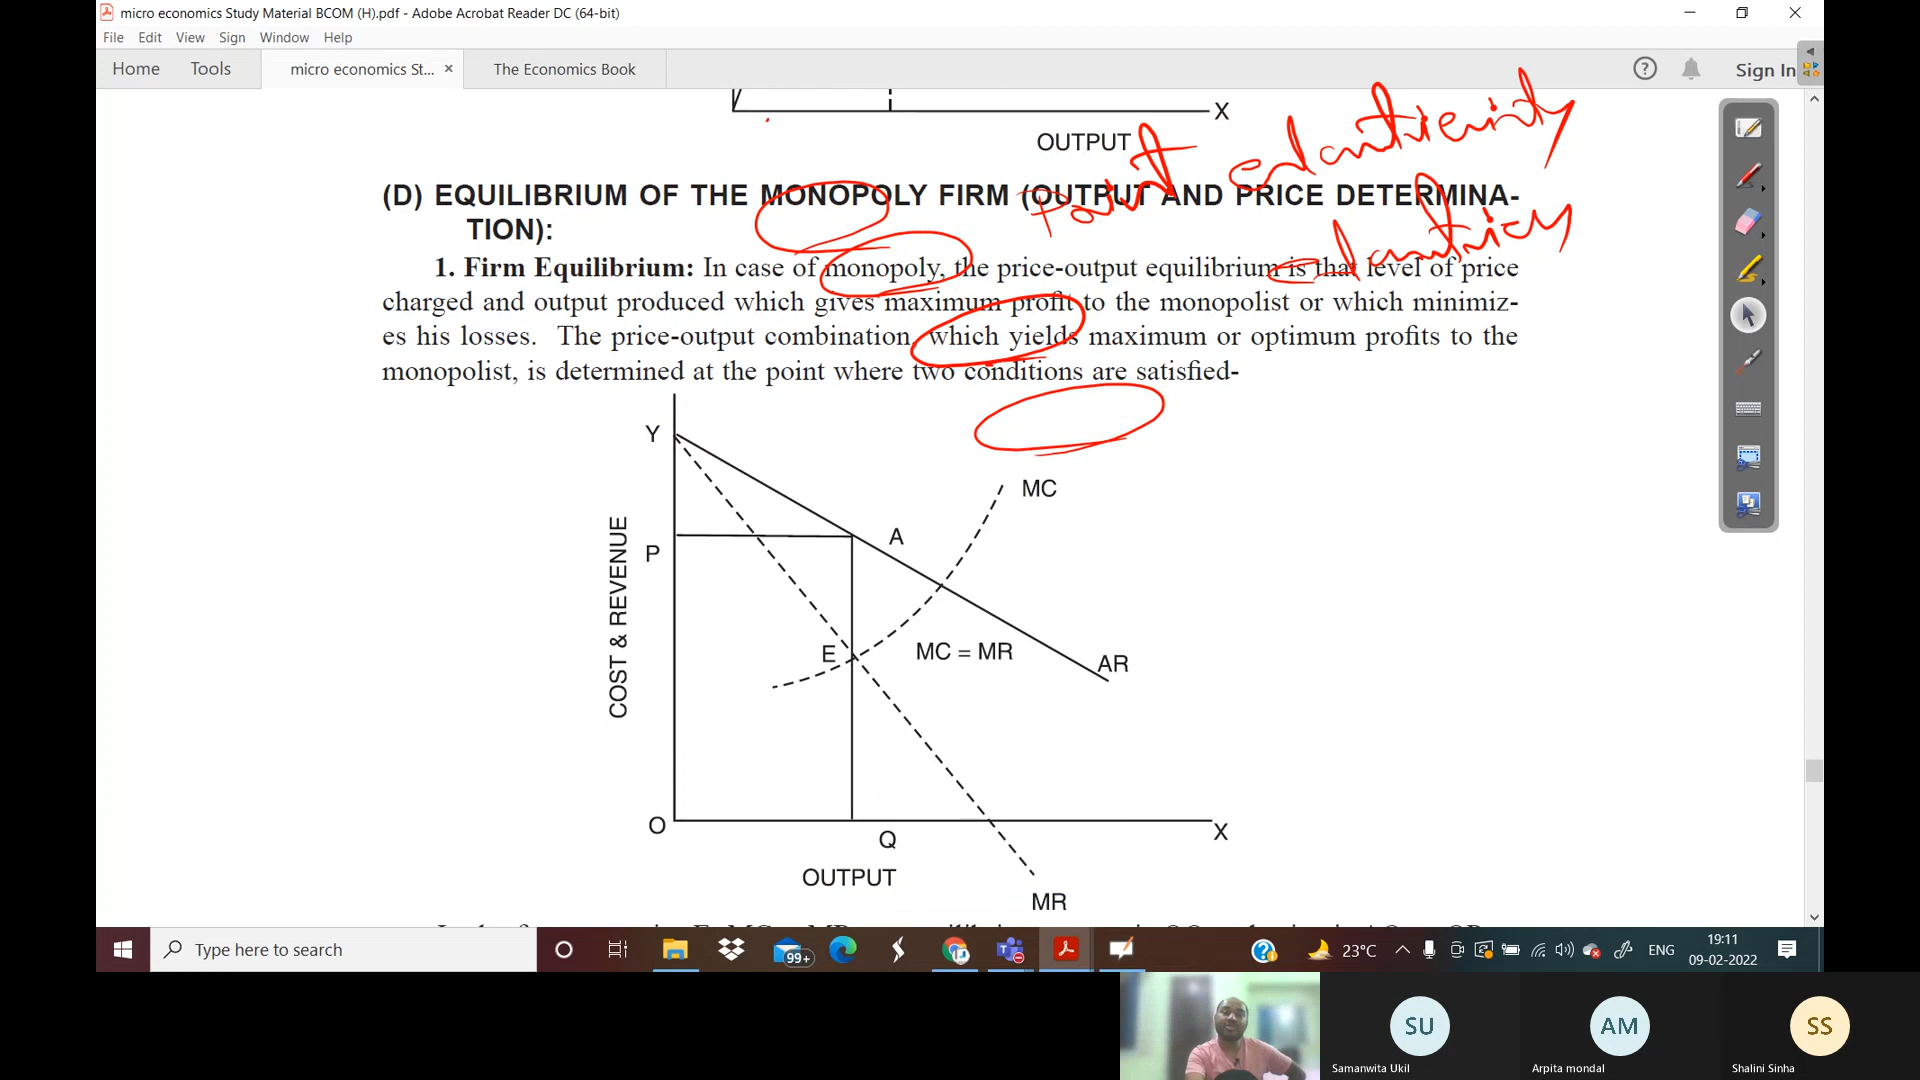 micro economics Study Material BCOM (H).pdf - Adobe Acrobat Reader DC (64-bit)
File Edit View Sign Window Help
Home Tools micro economics St... × The Economics Book Sign In
X
OUTPUT
Point
(D) EQUILIBRIUM OF THE MONOPOLY FIRM (OUTPUT AND PRICE DETERMINA-
TION):
1. Firm Equilibrium: In case of monopoly, the price-output equilibrium is that level of price
charged and output produced which gives maximum profit to the monopolist or which minimiz-
es his losses. The price-output combination, which yields maximum or optimum profits to the
monopolist, is determined at the point where two conditions are satisfied-
Y
MC
P
A
COST & REVENUE
E
MC = MR
AR
O
Q
X
OUTPUT
MR
Type here to search
99+
23°C
ENG
19:11
09-02-2022
SU AM SS
Samanwita Ukil Arpita mondal Shalini Sinha